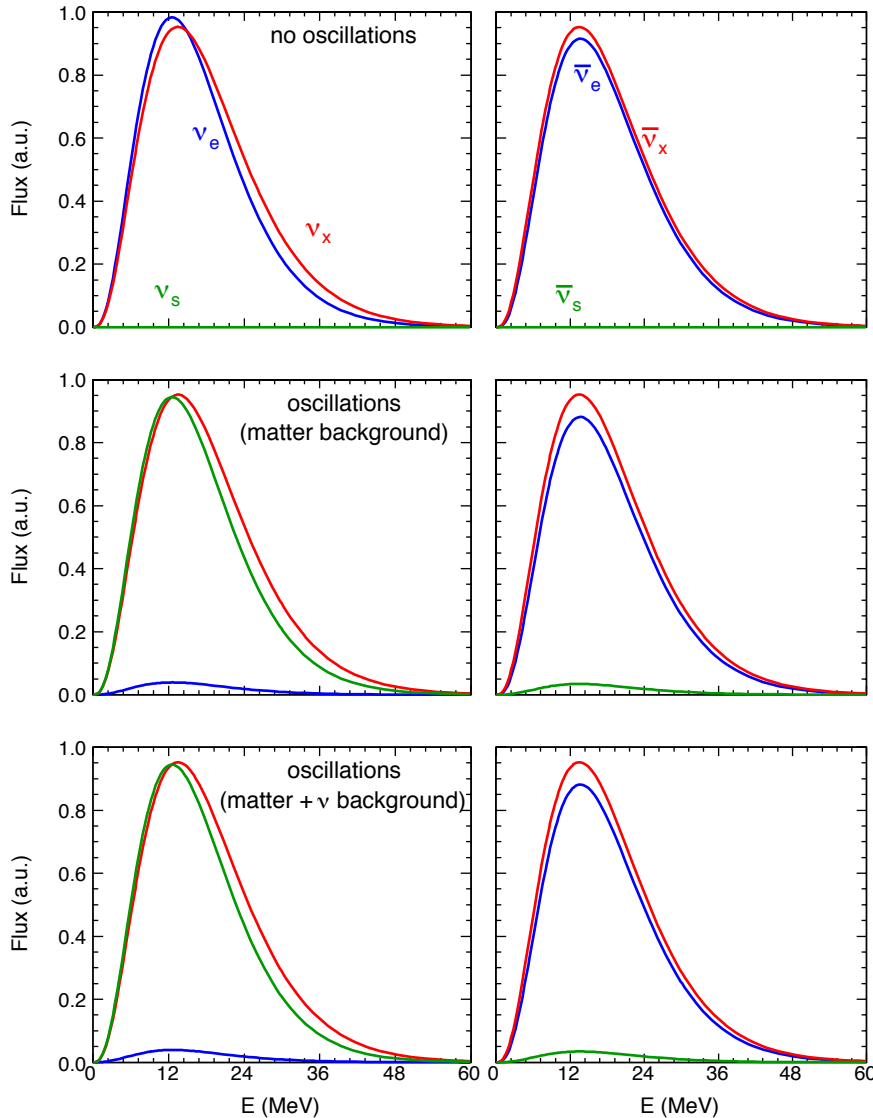 1.0
0.8
0.6
0.4
0.2
0.0
Flux (a.u.)
no oscillations
νe
νx
νs
ν̅e
ν̅x
ν̅s
1.0
0.8
0.6
0.4
0.2
0.0
Flux (a.u.)
oscillations
(matter background)
1.0
0.8
0.6
0.4
0.2
0.0
Flux (a.u.)
oscillations
(matter + ν background)
0 12 24 36 48 60
E (MeV)
0 12 24 36 48 60
E (MeV)